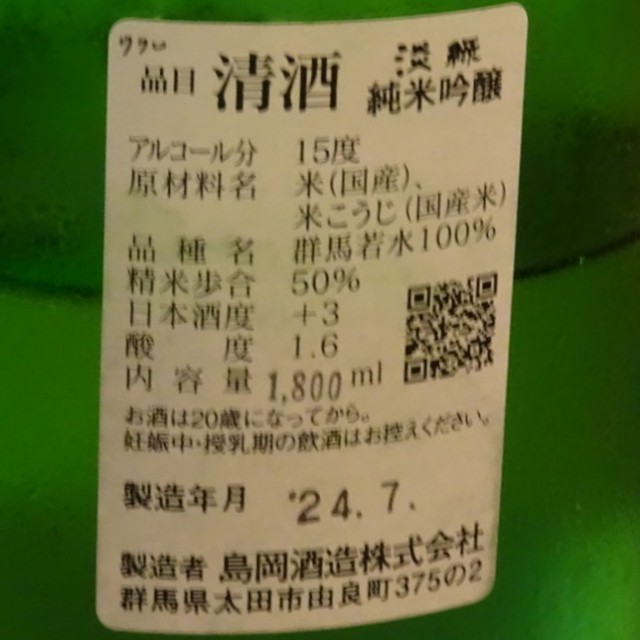 淡緑
品目 清酒 純米吟醸
アルコール分 15度
原材料名 米(国産)、
米こうじ(国産米)
品種名 群馬若水100%
精米歩合 50%
日本酒度 +3
酸度 1.6
内容量 1,800ml
お酒は20歳になってから。
妊娠中・授乳期の飲酒はお控えください。
製造年月 '24.7.
製造者 島岡酒造株式会社
群馬県太田市由良町375の2